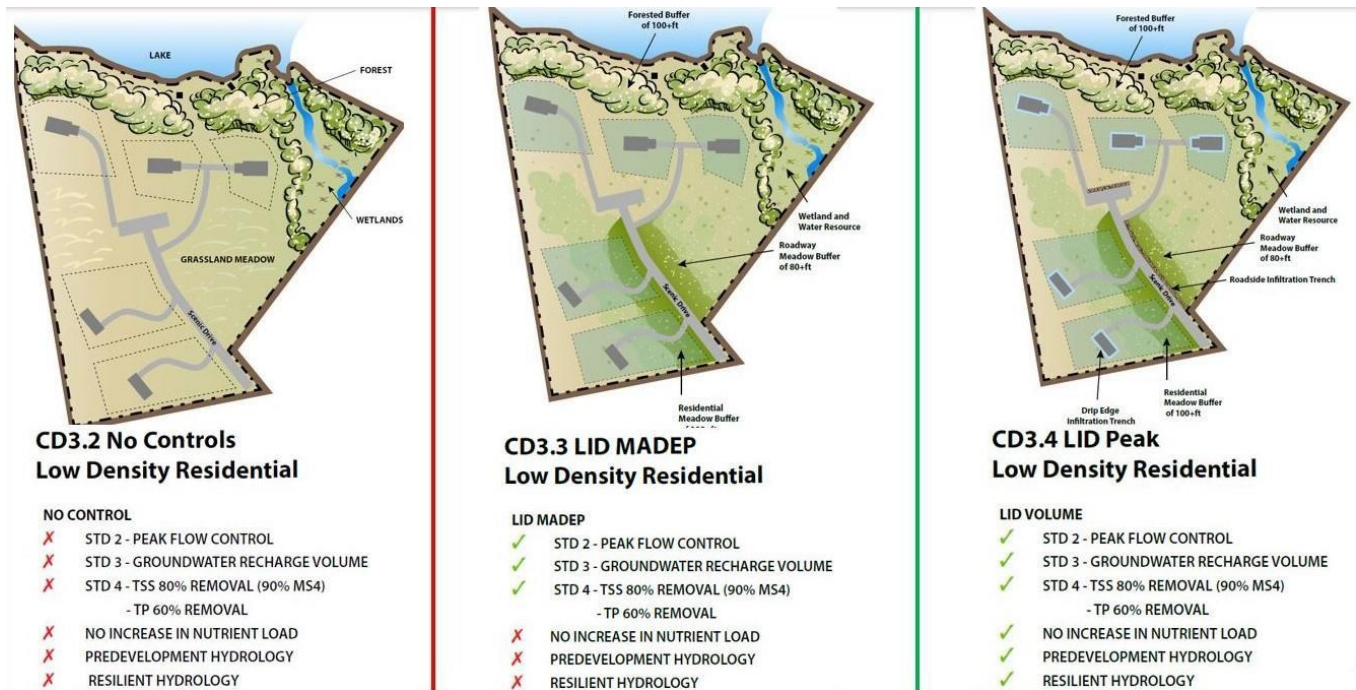 LAKE
FOREST
WETLANDS
GRASSLAND MEADOW
Scenic Drive
CD3.2 No Controls
Low Density Residential
NO CONTROL
✗ STD 2 - PEAK FLOW CONTROL
✗ STD 3 - GROUNDWATER RECHARGE VOLUME
✗ STD 4 - TSS 80% REMOVAL (90% MS4)
- TP 60% REMOVAL
✗ NO INCREASE IN NUTRIENT LOAD
✗ PREDEVELOPMENT HYDROLOGY
✗ RESILIENT HYDROLOGY
Forested Buffer
of 100+ft
Wetland and
Water Resource
Roadway
Meadow Buffer
of 80+ft
Scenic Drive
Residential
Meadow Buffer
CD3.3 LID MADEP
Low Density Residential
LID MADEP
✓ STD 2 - PEAK FLOW CONTROL
✓ STD 3 - GROUNDWATER RECHARGE VOLUME
✓ STD 4 - TSS 80% REMOVAL (90% MS4)
- TP 60% REMOVAL
✗ NO INCREASE IN NUTRIENT LOAD
✗ PREDEVELOPMENT HYDROLOGY
✗ RESILIENT HYDROLOGY
Forested Buffer
of 100+ft
Wetland and
Water Resource
Roadway
Meadow Buffer
of 80+ft
Roadside Infiltration Trench
Scenic Drive
Residential
Meadow Buffer
of 100+ft
Drip Edge
Infiltration Trench
CD3.4 LID Peak
Low Density Residential
LID VOLUME
✓ STD 2 - PEAK FLOW CONTROL
✓ STD 3 - GROUNDWATER RECHARGE VOLUME
✓ STD 4 - TSS 80% REMOVAL (90% MS4)
- TP 60% REMOVAL
✓ NO INCREASE IN NUTRIENT LOAD
✓ PREDEVELOPMENT HYDROLOGY
✓ RESILIENT HYDROLOGY